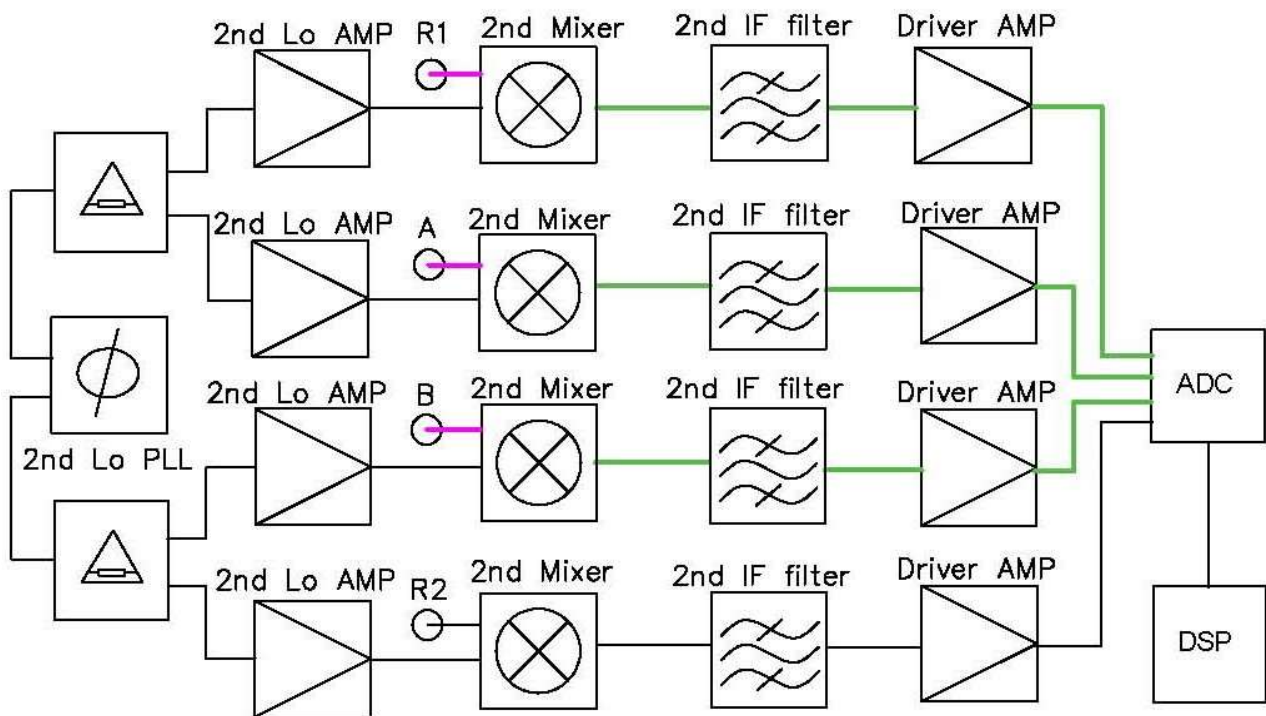 2nd Lo AMP R1 2nd Mixer 2nd IF filter Driver AMP
2nd Lo AMP A 2nd Mixer 2nd IF filter Driver AMP
ADC
2nd Lo AMP B 2nd Mixer 2nd IF filter Driver AMP
2nd Lo PLL
2nd Lo AMP R2 2nd Mixer 2nd IF filter Driver AMP
DSP